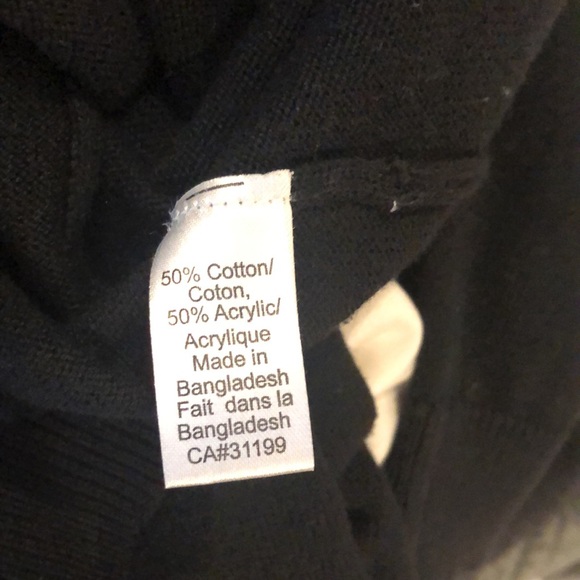 50% Cotton/
Coton,
50% Acrylic/
Acrylique
Made in
Bangladesh
Fait dans la
Bangladesh
CA#31199